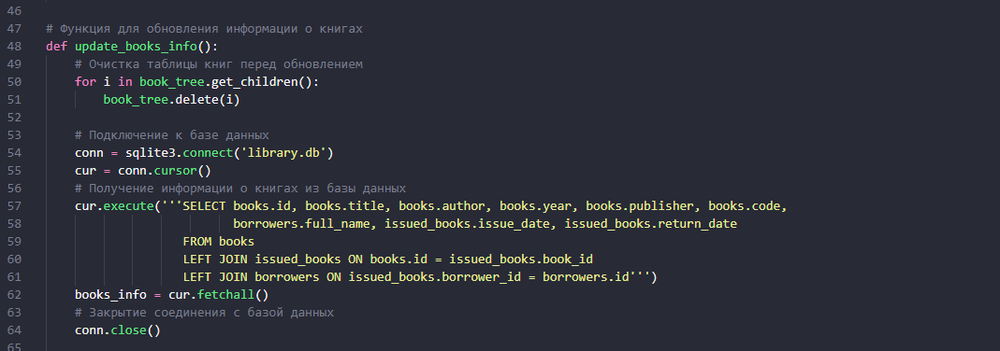 46
47 # Функция для обновления информации о книгах
48 def update_books_info():
49 # Очистка таблицы книг перед обновлением
50 for i in book_tree.get_children():
51 book_tree.delete(i)
52
53 # Подключение к базе данных
54 conn = sqlite3.connect('library.db')
55 cur = conn.cursor()
56 # Получение информации о книгах из базы данных
57 cur.execute('''SELECT books.id, books.title, books.author, books.year, books.publisher, books.code,
58 borrowers.full_name, issued_books.issue_date, issued_books.return_date
59 FROM books
60 LEFT JOIN issued_books ON books.id = issued_books.book_id
61 LEFT JOIN borrowers ON issued_books.borrower_id = borrowers.id''')
62 books_info = cur.fetchall()
63 # Закрытие соединения с базой данных
64 conn.close()
65